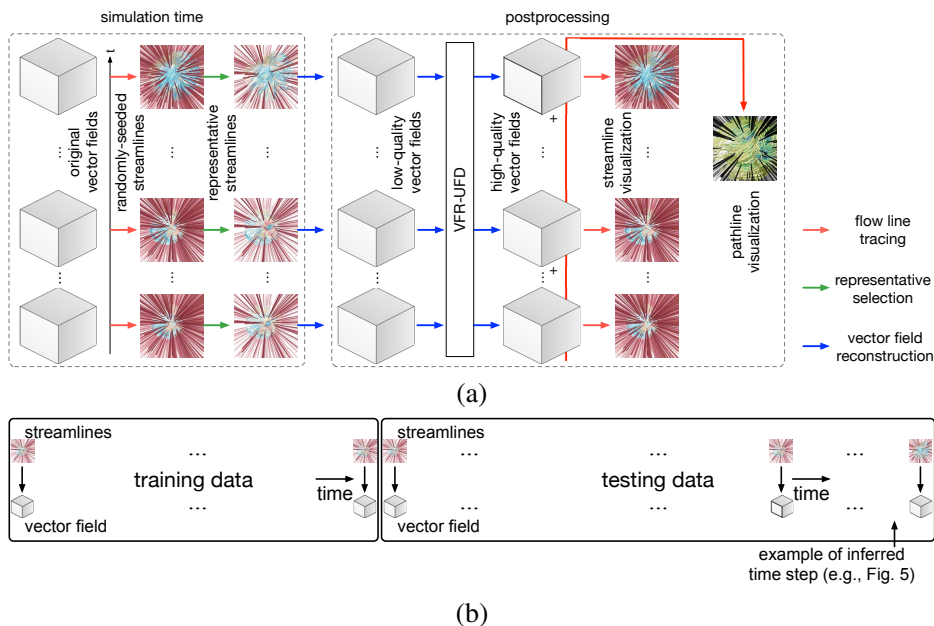 simulation time
postprocessing
t
original
vector fields
randomly-seeded
streamlines
representative
streamlines
low-quality
vector fields
VFR-UFD
high-quality
vector fields
streamline
visualization
pathline
visualization
...
...
...
...
...
...
+
...
...
...
...
...
+
...
flow line
tracing
representative
selection
vector field
reconstruction
(a)
streamlines
...
training data
time
...
vector field
streamlines
...
...
...
testing data
time
...
...
...
vector field
example of inferred
time step (e.g., Fig. 5)
(b)